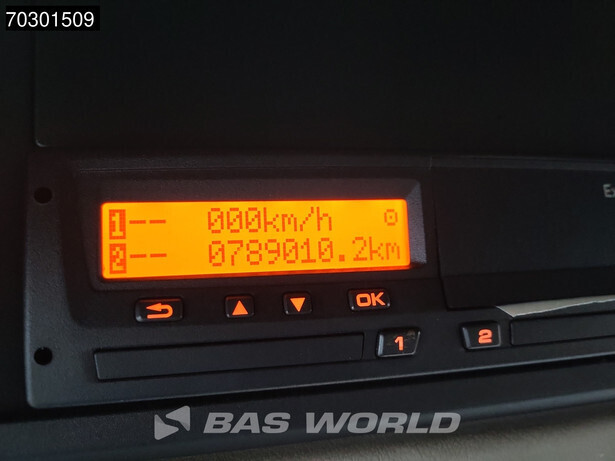 70301509
1 -- 000km/h
2 -- 0789010.2km
OK
1
2
BAS WORLD